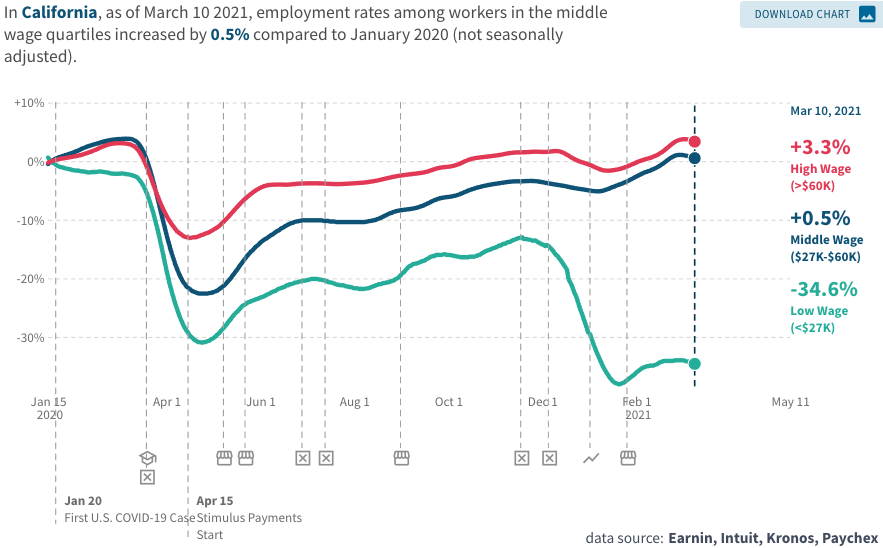 In California, as of March 10 2021, employment rates among workers in the middle
wage quartiles increased by 0.5% compared to January 2020 (not seasonally
adjusted).
DOWNLOAD CHART
+10%
0%
-10%
-20%
-30%
Mar 10, 2021
+3.3%
High Wage
(>$60K)
+0.5%
Middle Wage
($27K-$60K)
-34.6%
Low Wage
(<$27K)
Jan 15
2020
Apr 1
Jun 1
Aug 1
Oct 1
Dec 1
Feb 1
2021
May 11
Jan 20
First U.S. COVID-19 Case
Apr 15
Stimulus Payments
Start
data source: Earnin, Intuit, Kronos, Paychex